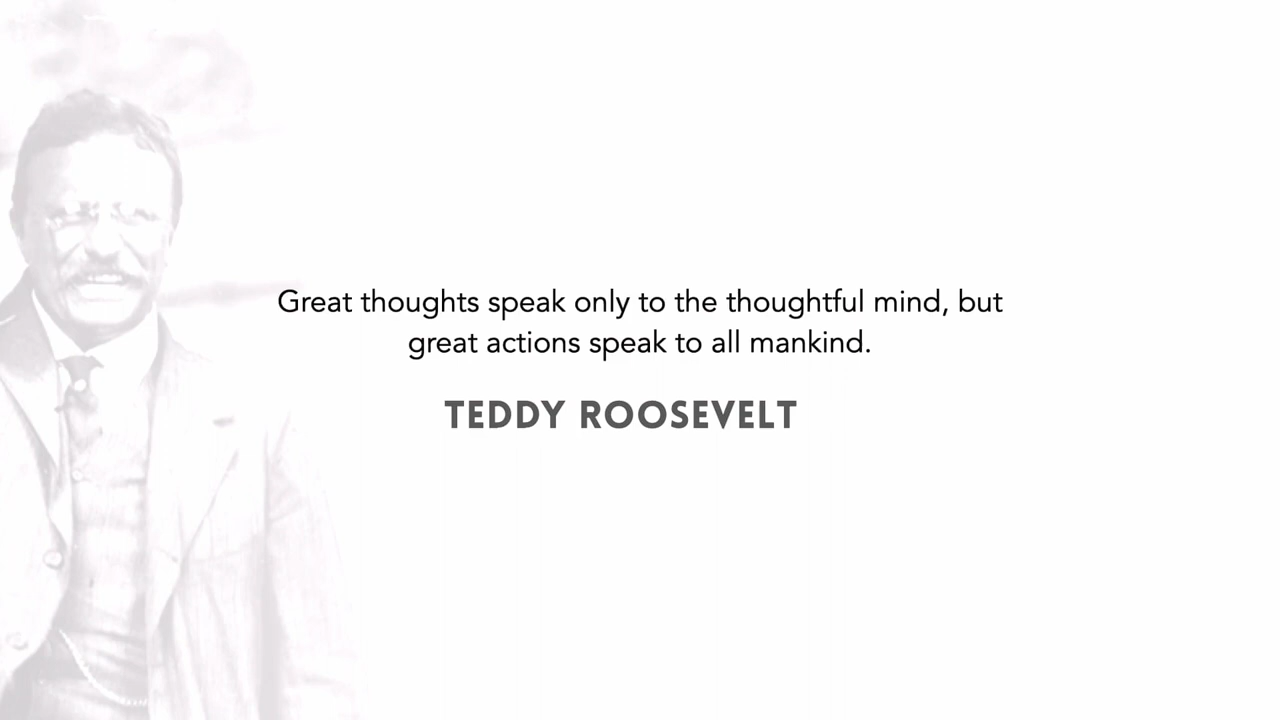 Great thoughts speak only to the thoughtful mind, but
great actions speak to all mankind.
TEDDY ROOSEVELT